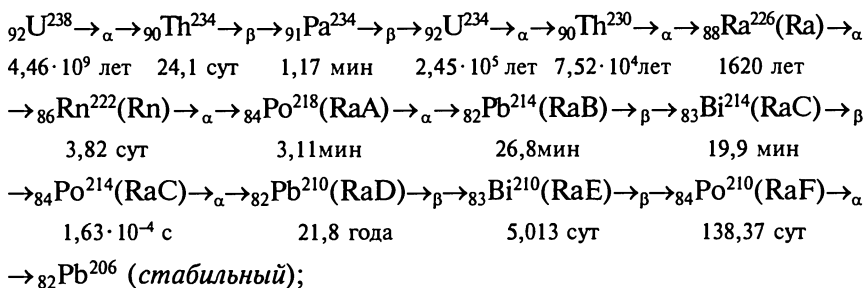 ₉₂U²³⁸→α→₉₀Th²³⁴→β→₉₁Pa²³⁴→β→₉₂U²³⁴→α→₉₀Th²³⁰→α→₈₈Ra²²⁶(Ra)→α
4,46·10⁹ лет 24,1 сут 1,17 мин 2,45·10⁵ лет 7,52·10⁴лет 1620 лет
→₈₆Rn²²²(Rn)→α→₈₄Po²¹⁸(RaA)→α→₈₂Pb²¹⁴(RaB)→β→₈₃Bi²¹⁴(RaC)→β
3,82 сут 3,11мин 26,8мин 19,9 мин
→₈₄Po²¹⁴(RaC)→α→₈₂Pb²¹⁰(RaD)→β→₈₃Bi²¹⁰(RaE)→β→₈₄Po²¹⁰(RaF)→α
1,63·10⁻⁴ с 21,8 года 5,013 сут 138,37 сут
→₈₂Pb²⁰⁶ (стабильный);